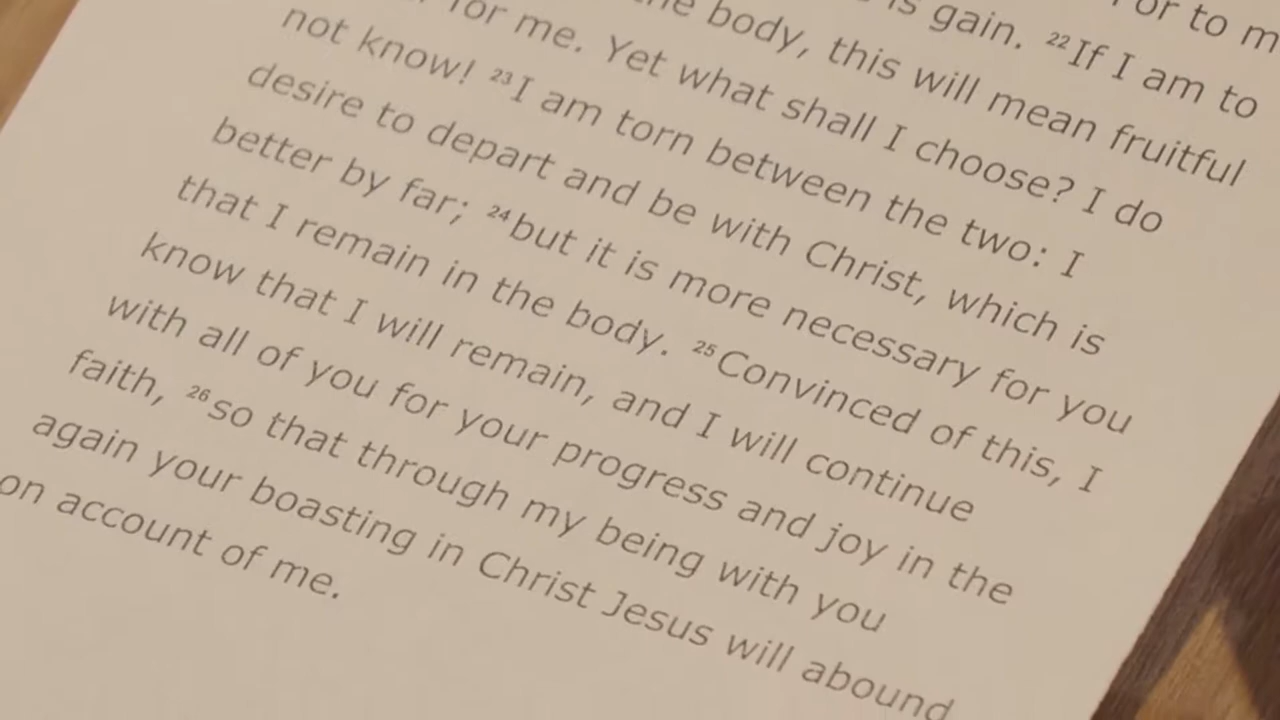 to
is gain. ²²If I am to
the body, this will mean fruitful
for me. Yet what shall I choose? I do
not know! ²³I am torn between the two: I
desire to depart and be with Christ, which is
better by far; ²⁴but it is more necessary for you
that I remain in the body. ²⁵Convinced of this, I
know that I will remain, and I will continue
with all of you for your progress and joy in the
faith, ²⁶so that through my being with you
again your boasting in Christ Jesus will abound
on account of me.